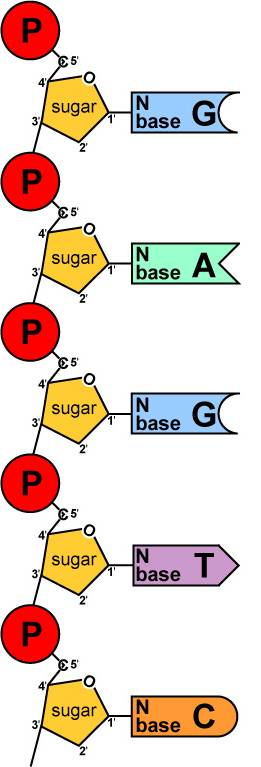 P
C 5'
4' O
sugar
3' 1'
2'
N
base G
P
C 5'
4' O
sugar
3' 1'
2'
N
base A
P
C 5'
4' O
sugar
3' 1'
2'
N
base G
P
C 5'
4' O
sugar
3' 1'
2'
N
base T
P
C 5'
4' O
sugar
3' 1'
2'
N
base C